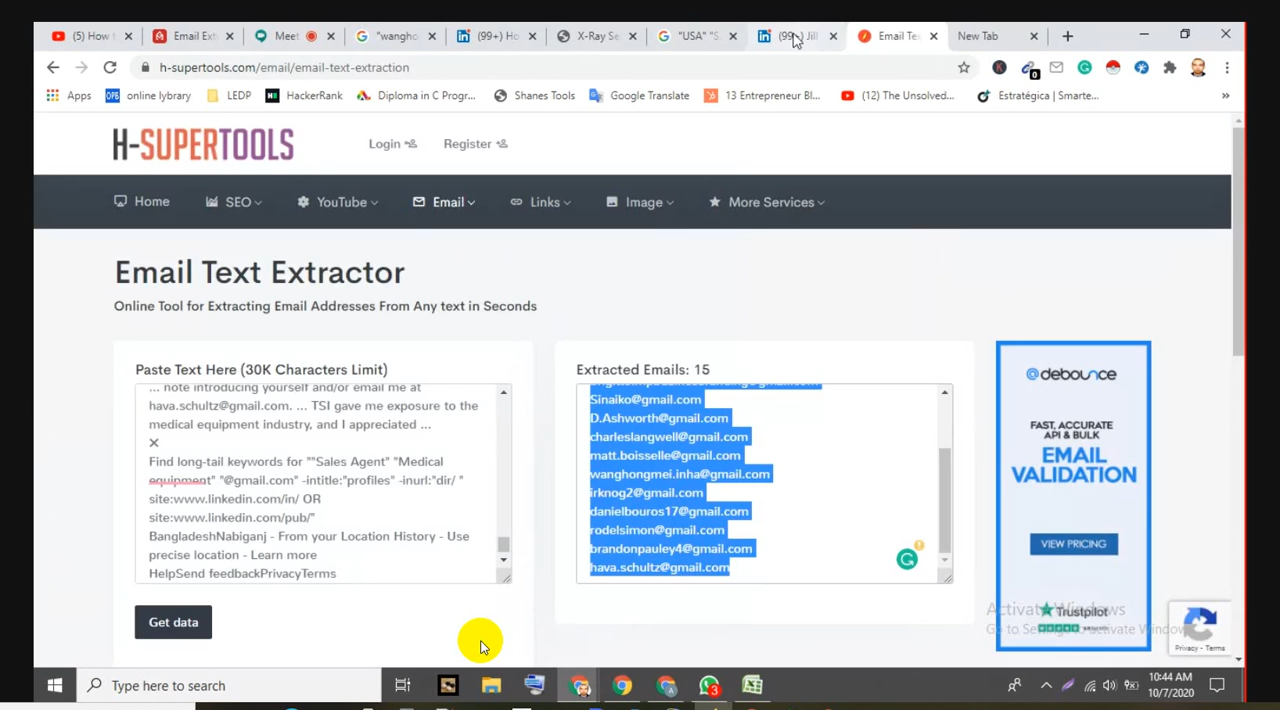 (5) How t
Email Ext
Meet
"wangho
(99+) Ho
X-Ray Se
"USA" "S
(99+) Jill
Email Te
New Tab
h-supertools.com/email/email-text-extraction
0
Apps
online lybrary
LEDP
HackerRank
Diploma in C Progr...
Shanes Tools
Google Translate
13 Entrepreneur Bl...
(12) The Unsolved...
Estratégica | Smarte...
»
H-SUPERTOOLS
Login
Register
Home
SEO
YouTube
Email
Links
Image
More Services
Email Text Extractor
Online Tool for Extracting Email Addresses From Any text in Seconds
Paste Text Here (30K Characters Limit)
... note introducing yourself and/or email me at
hava.schultz@gmail.com. ... TSI gave me exposure to the
medical equipment industry, and I appreciated ...
×
Find long-tail keywords for ""Sales Agent" "Medical
equipment" "@gmail.com" -intitle:"profiles" -inurl:"dir/ "
site:www.linkedin.com/in/ OR
site:www.linkedin.com/pub/"
BangladeshNabiganj - From your Location History - Use
precise location - Learn more
HelpSend feedbackPrivacyTerms
Get data
Extracted Emails: 15
Sinaiko@gmail.com
D.Ashworth@gmail.com
charleslangwell@gmail.com
matt.boisselle@gmail.com
wanghongmei.inha@gmail.com
irknog2@gmail.com
danielbouros17@gmail.com
rodelsimon@gmail.com
brandonpauley4@gmail.com
hava.schultz@gmail.com
debounce
FAST, ACCURATE
API & BULK
EMAIL
VALIDATION
VIEW PRICING
Trustpilot
Activate Windows
Go to Settings to activate Windows.
Privacy - Terms
Type here to search
3
10:44 AM
10/7/2020